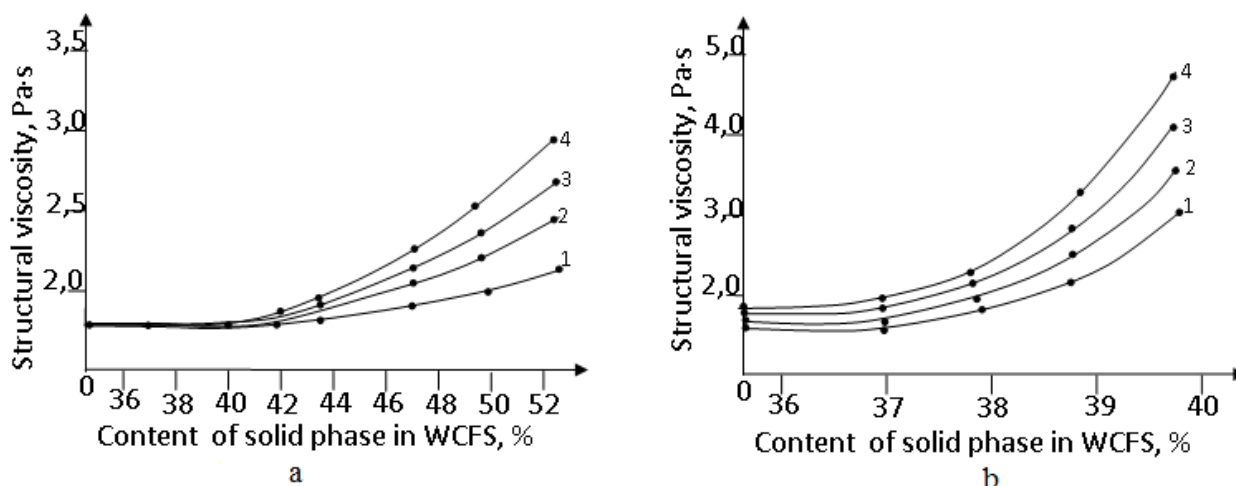 Structural viscosity, Pa·s
3,5
3,0
2,5
2,0
0
36 38 40 42 44 46 48 50 52
4
3
2
1
Content of solid phase in WCFS, %
a
Structural viscosity, Pa·s
5,0
4,0
3,0
2,0
0
36 37 38 39 40
4
3
2
1
Content of solid phase in WCFS, %
b